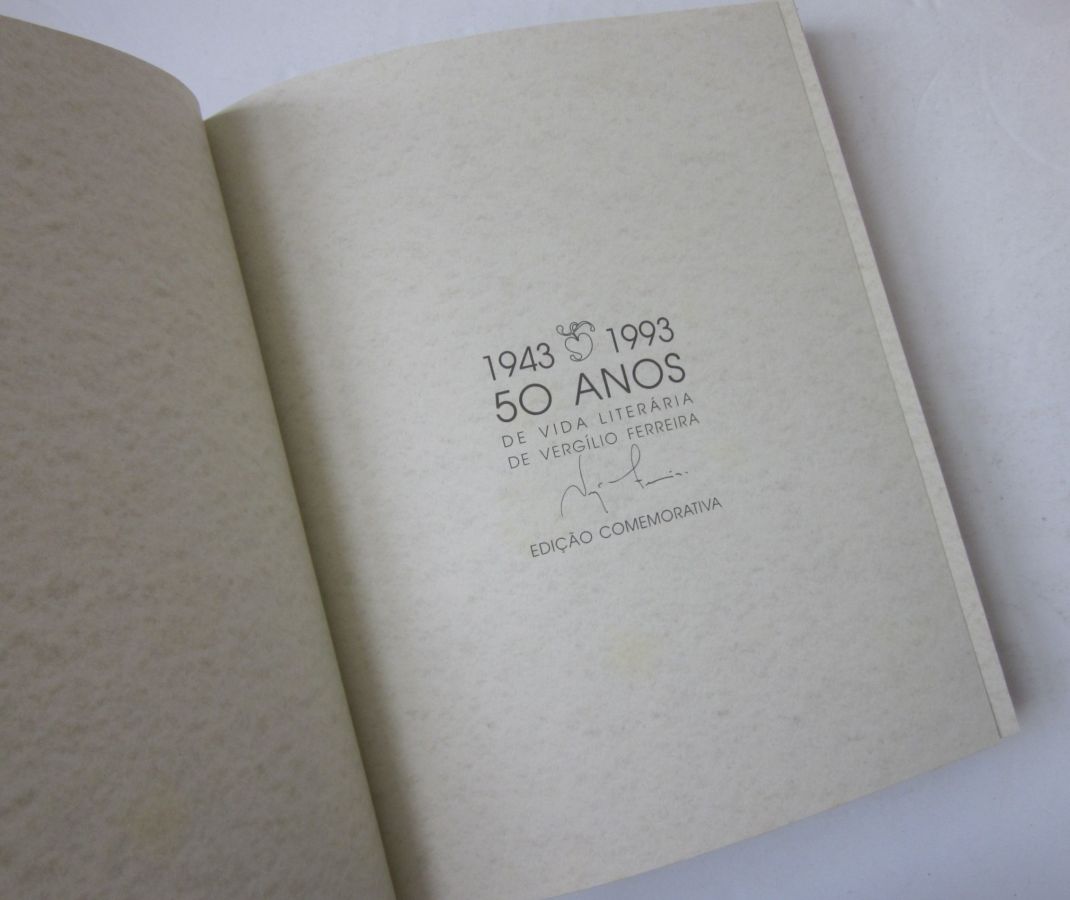 1943 1993
50 ANOS
DE VIDA LITERÁRIA
DE VERGÍLIO FERREIRA
EDIÇÃO COMEMORATIVA